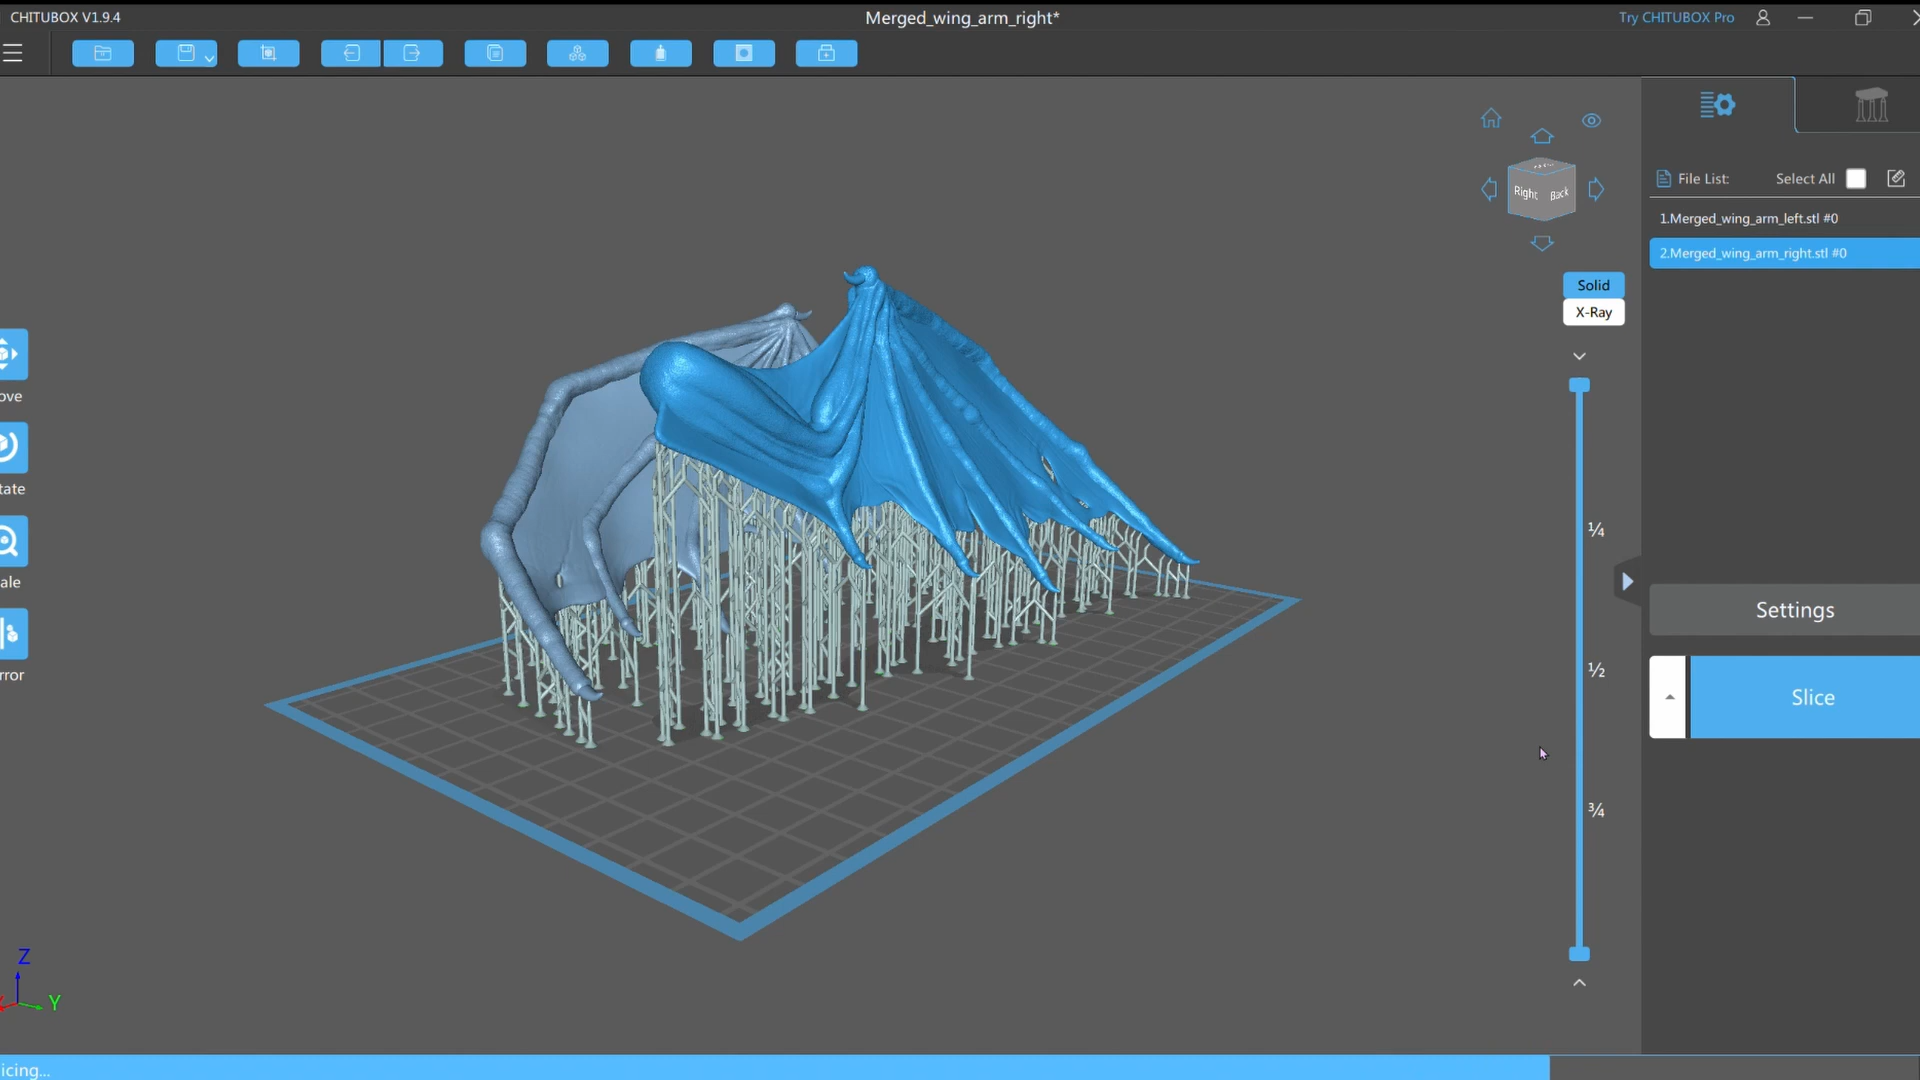 CHITUBOX V1.9.4
Merged_wing_arm_right*
Try CHITUBOX Pro
File List:
Select All
1.Merged_wing_arm_left.stl #0
2.Merged_wing_arm_right.stl #0
Right
Back
Solid
X-Ray
ove
tate
ale
rror
¼
½
¾
Settings
Slice
Z
Y
icing...